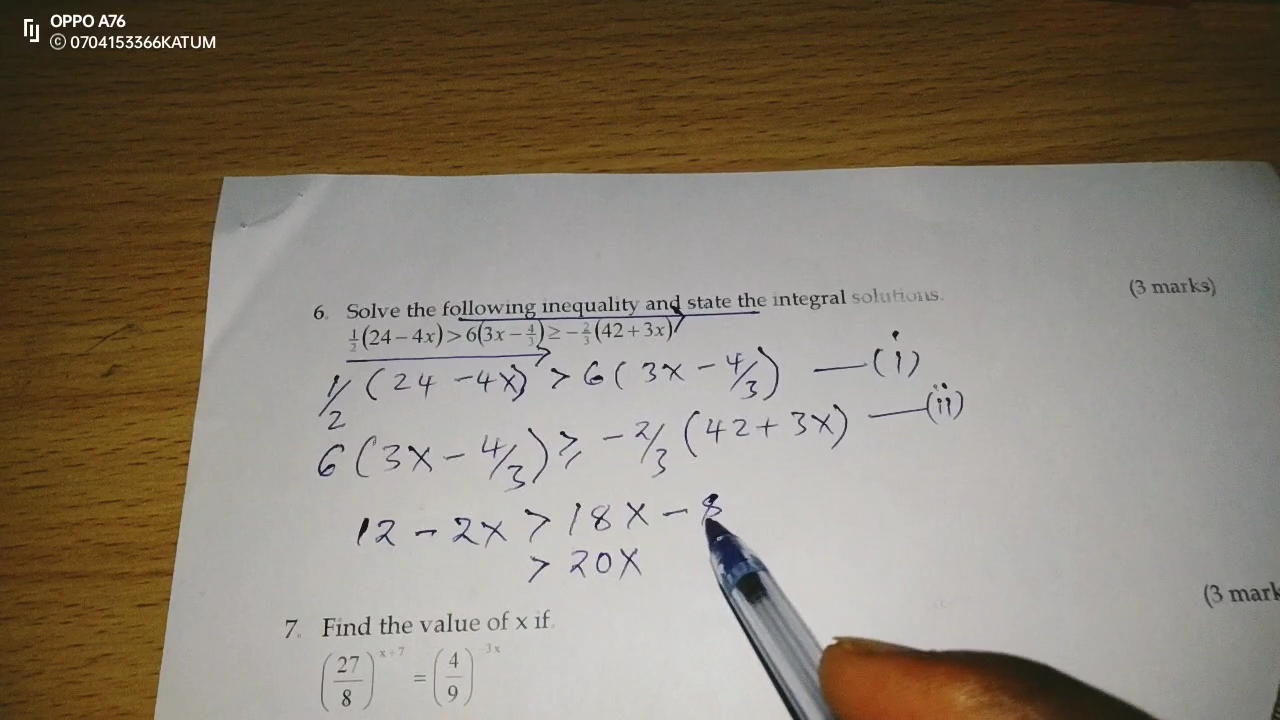 OPPO A76
© 0704153366KATUM
6. Solve the following inequality and state the integral solutions. (3 marks)
½(24 − 4x) > 6(3x − 4/3) ≥ −⅔(42 + 3x)
1/2 (24 − 4x) > 6(3x − 4/3) — (i)
6(3x − 4/3) ≥ −2/3 (42 + 3x) — (ii)
12 − 2x > 18x − 8
> 20x
(3 mark
7. Find the value of x if
(27/8)^(x+7) = (4/9)^(3x)